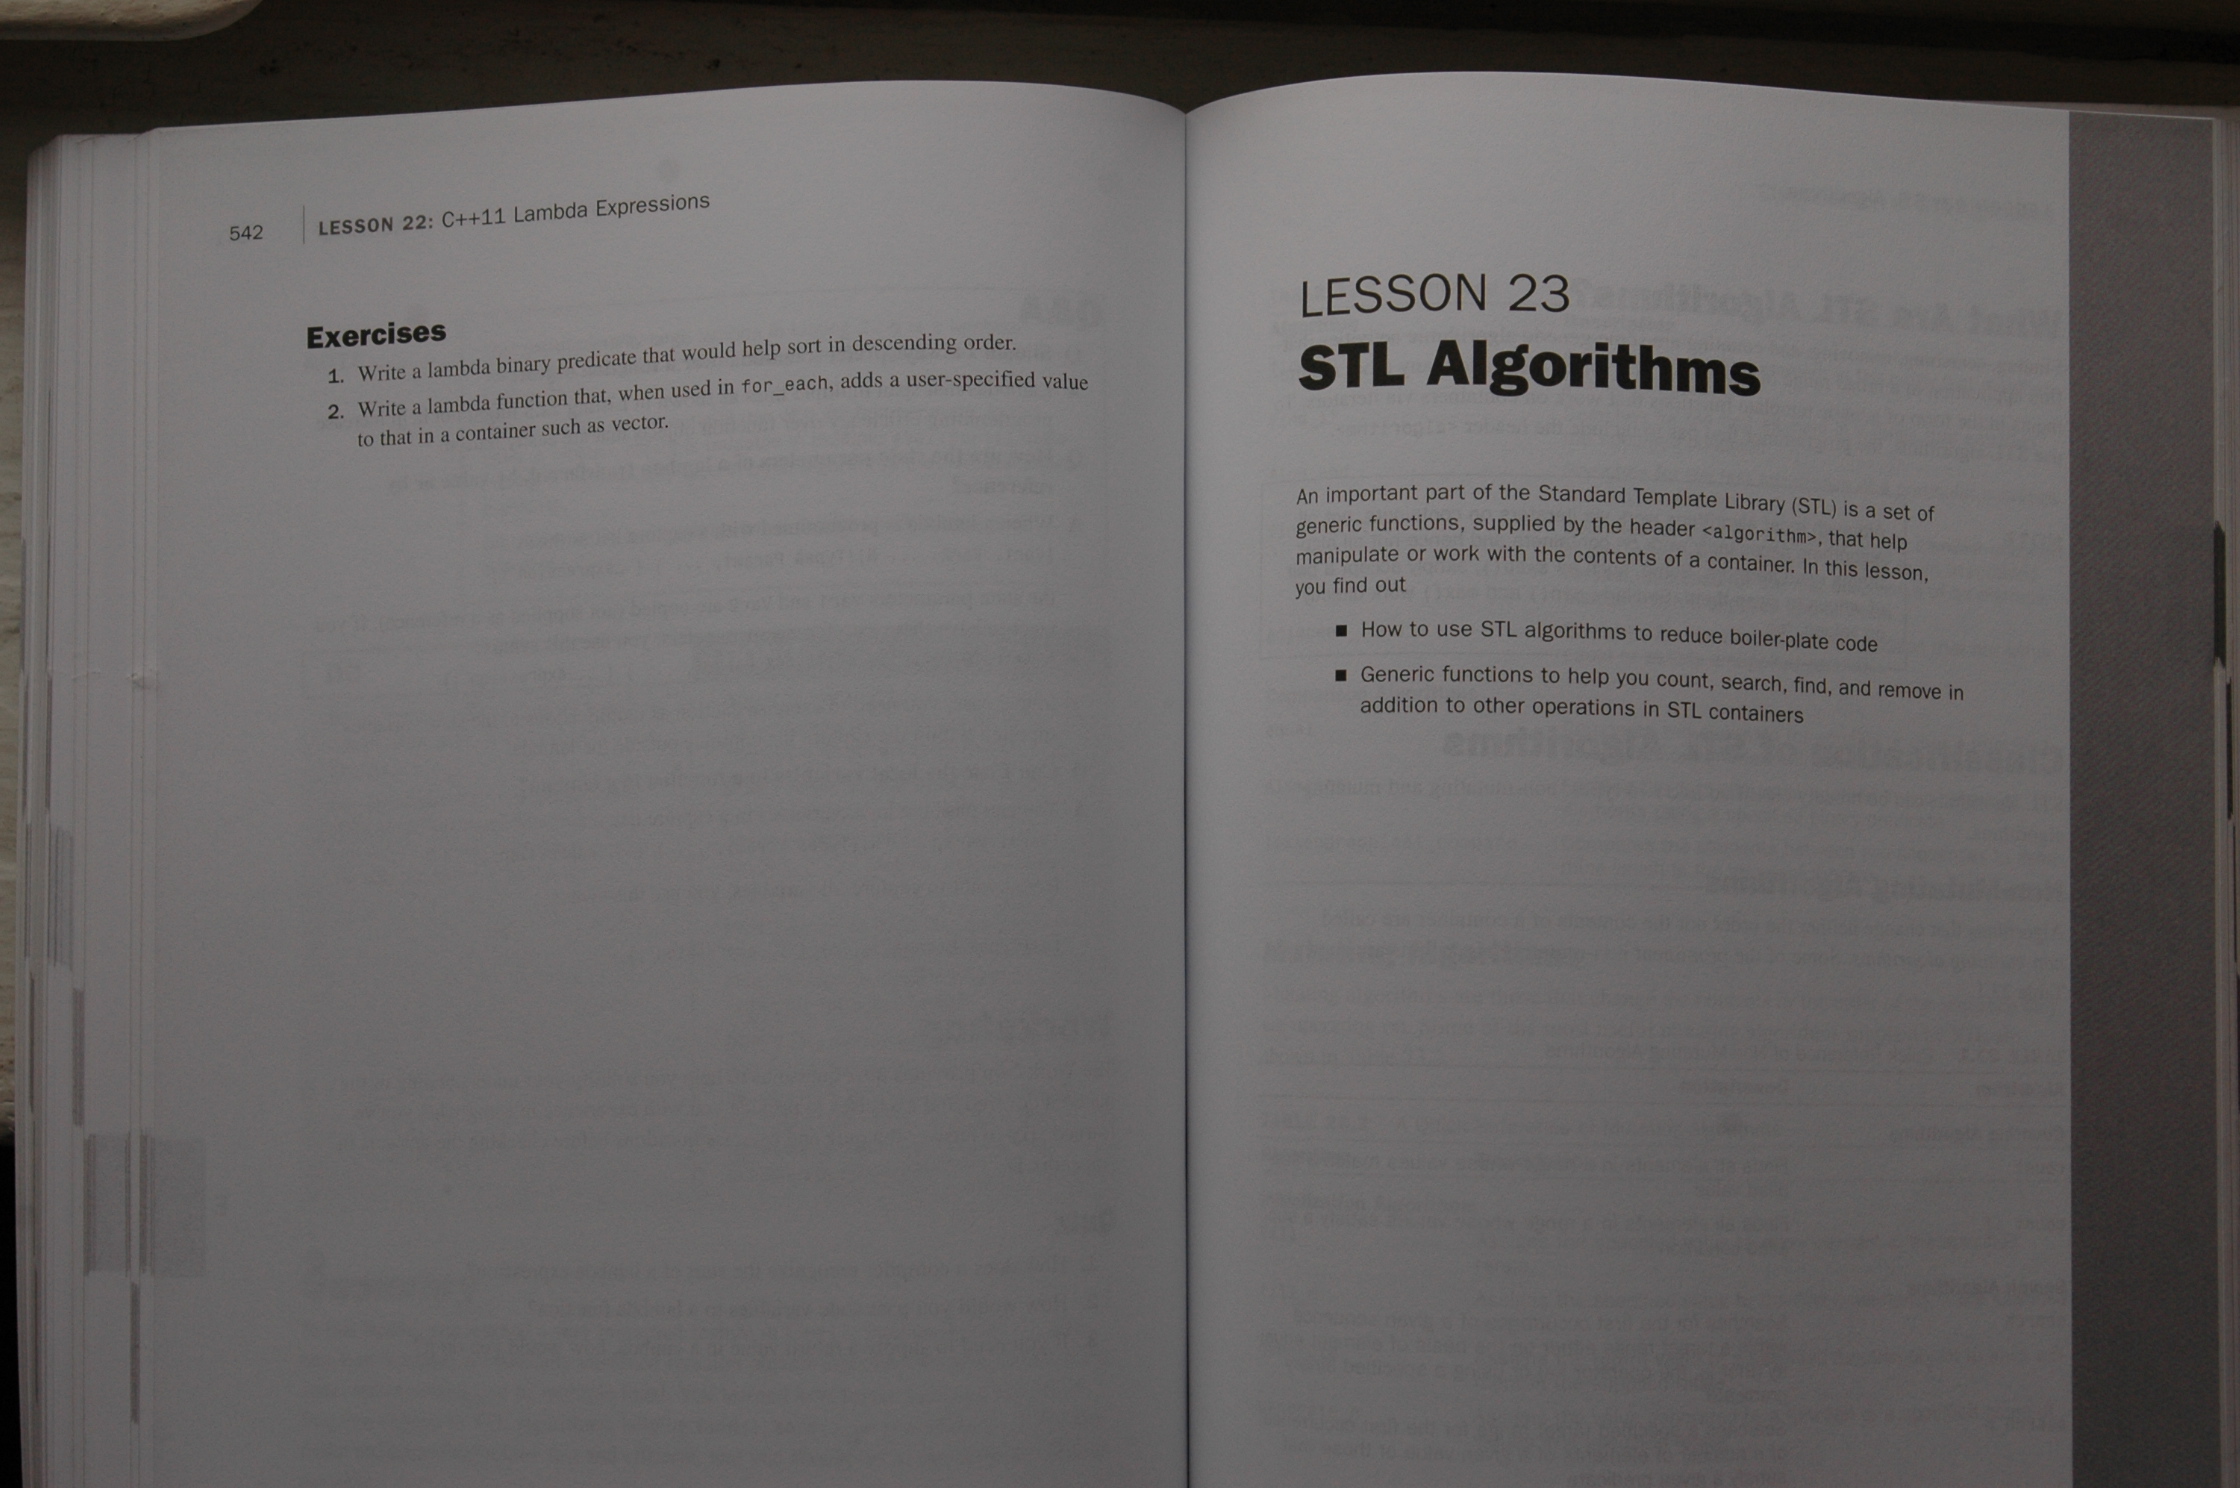 542 LESSON 22: C++11 Lambda Expressions
Exercises
1. Write a lambda binary predicate that would help sort in descending order.
2. Write a lambda function that, when used in for_each, adds a user-specified value
to that in a container such as vector.
LESSON 23
STL Algorithms
An important part of the Standard Template Library (STL) is a set of
generic functions, supplied by the header <algorithm>, that help
manipulate or work with the contents of a container. In this lesson,
you find out
■ How to use STL algorithms to reduce boiler-plate code
■ Generic functions to help you count, search, find, and remove in
addition to other operations in STL containers